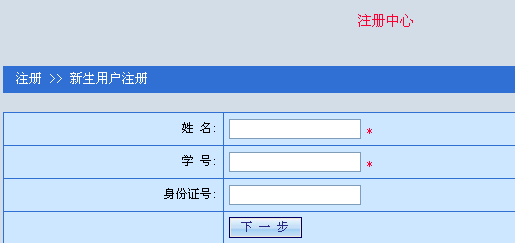 注册中心
注册 >> 新生用户注册
姓 名: *
学 号: *
身份证号:
下 一 步